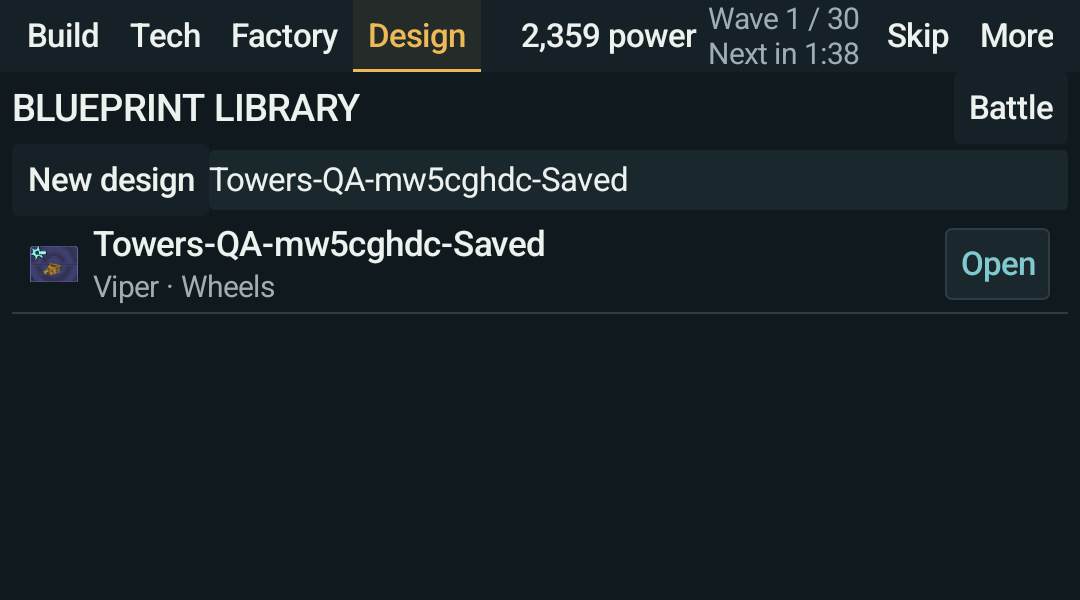 Build Tech Factory Design 2,359 power Wave 1 / 30 Skip More
Next in 1:38
BLUEPRINT LIBRARY Battle
New design Towers-QA-mw5cghdc-Saved
Towers-QA-mw5cghdc-Saved
Viper · Wheels
Open